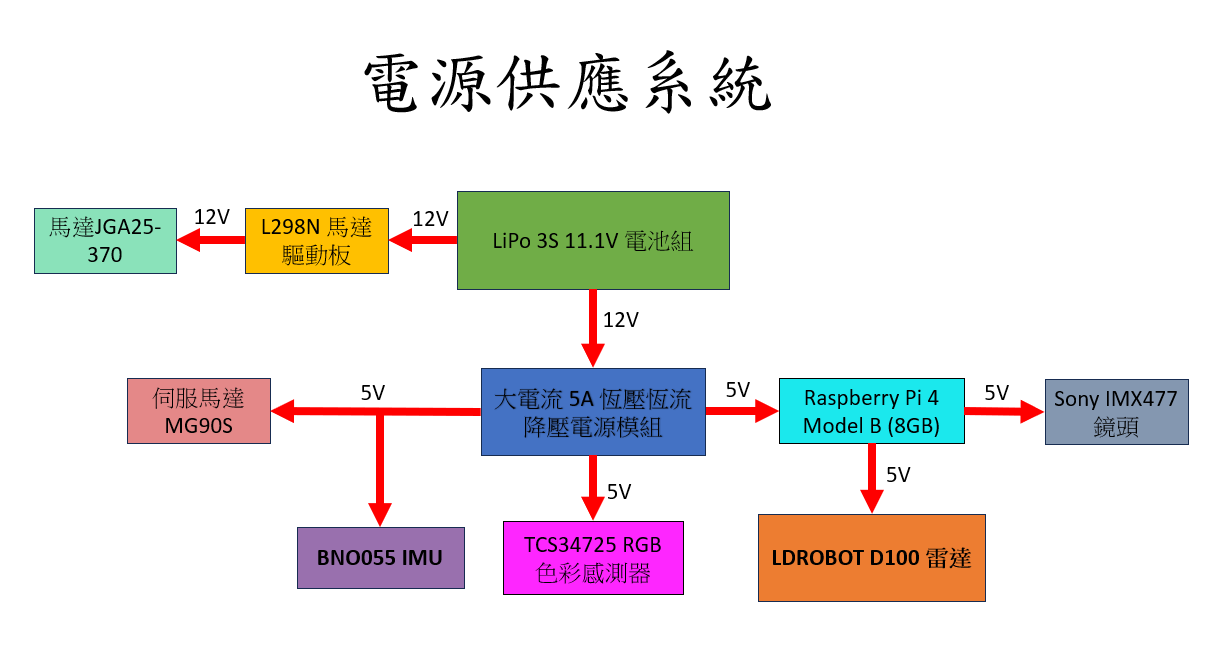 電源供應系統
馬達JGA25-
370
12V
L298N 馬達
驅動板
12V
LiPo 3S 11.1V 電池組
12V
伺服馬達
MG90S
5V
大電流 5A 恆壓恆流
降壓電源模組
5V
Raspberry Pi 4
Model B (8GB)
5V
Sony IMX477
鏡頭
5V
5V
BNO055 IMU
TCS34725 RGB
色彩感測器
LDROBOT D100 雷達